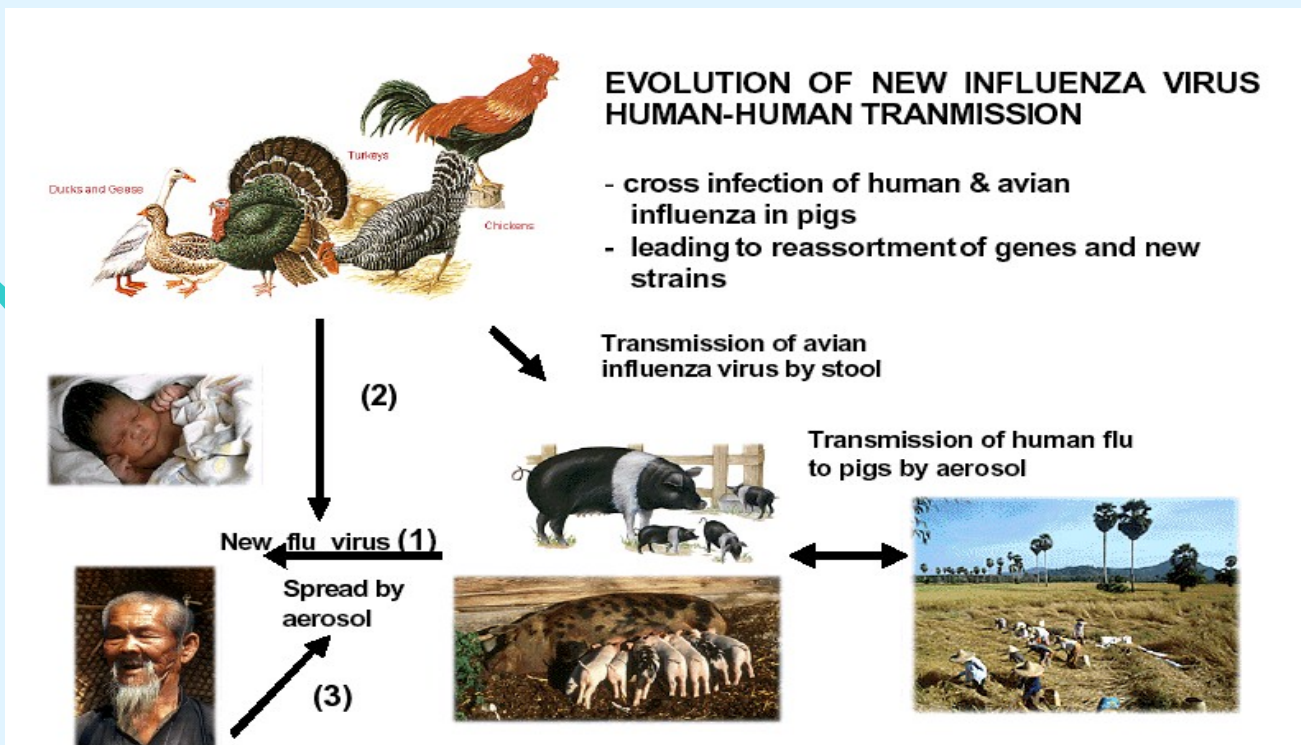 EVOLUTION OF NEW INFLUENZA VIRUS
HUMAN-HUMAN TRANMISSION
- cross infection of human & avian
influenza in pigs
- leading to reassortment of genes and new
strains
Turkeys
Ducks and Geese
Chickens
Transmission of avian
influenza virus by stool
(2)
Transmission of human flu
to pigs by aerosol
New flu virus (1)
Spread by
aerosol
(3)